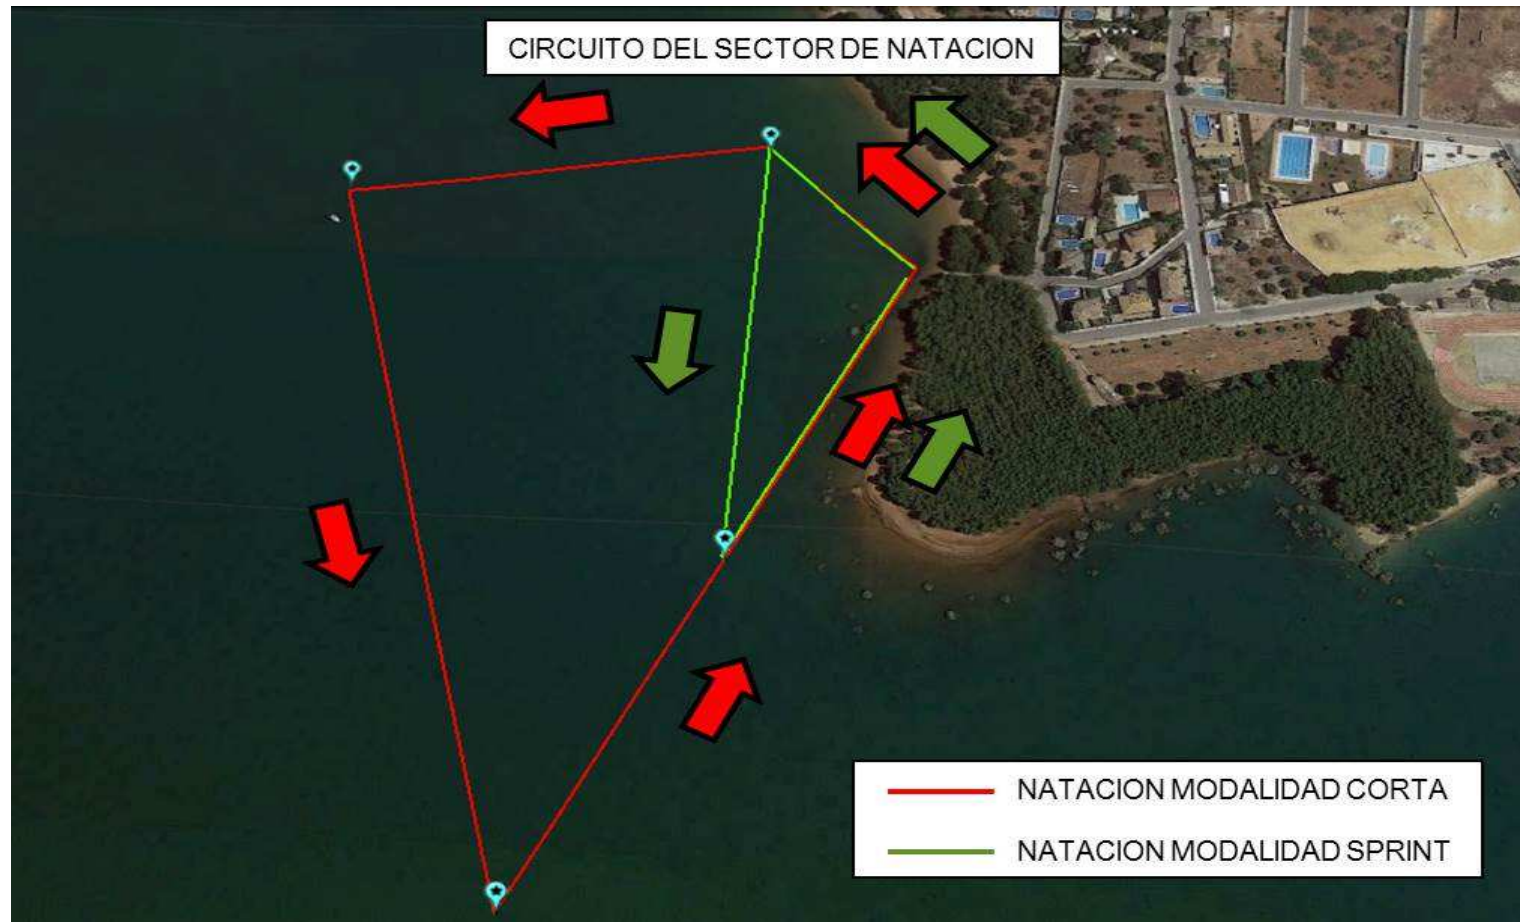 CIRCUITO DEL SECTOR DE NATACION
NATACION MODALIDAD CORTA
NATACION MODALIDAD SPRINT